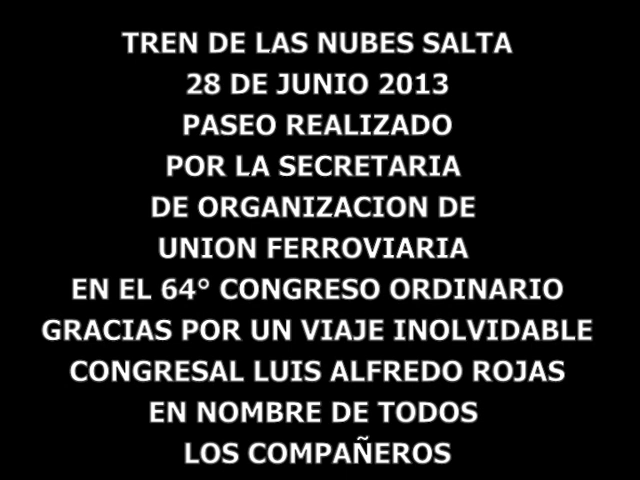 TREN DE LAS NUBES SALTA
28 DE JUNIO 2013
PASEO REALIZADO
POR LA SECRETARIA
DE ORGANIZACION DE
UNION FERROVIARIA
EN EL 64° CONGRESO ORDINARIO
GRACIAS POR UN VIAJE INOLVIDABLE
CONGRESAL LUIS ALFREDO ROJAS
EN NOMBRE DE TODOS
LOS COMPAÑEROS